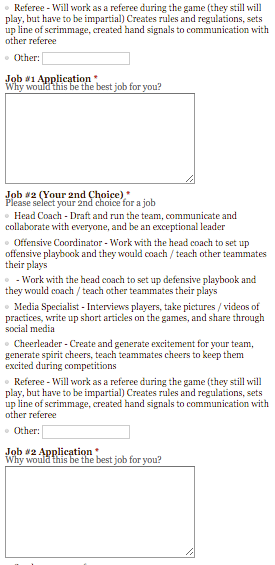 Referee - Will work as a referee during the game (they still will
play, but have to be impartial) Creates rules and regulations, sets
up line of scrimmage, created hand signals to communication with
other referee
Other:
Job #1 Application *
Why would this be the best job for you?
Job #2 (Your 2nd Choice) *
Please select your 2nd choice for a job
Head Coach - Draft and run the team, communicate and
collaborate with everyone, and be an exceptional leader
Offensive Coordinator - Work with the head coach to set up
offensive playbook and they would coach / teach other teammates
their plays
- Work with the head coach to set up defensive playbook and
they would coach / teach other teammates their plays
Media Specialist - Interviews players, take pictures / videos of
practices, write up short articles on the games, and share through
social media
Cheerleader - Create and generate excitement for your team,
generate spirit cheers, teach teammates cheers to keep them
excited during competitions
Referee - Will work as a referee during the game (they still will
play, but have to be impartial) Creates rules and regulations, sets
up line of scrimmage, created hand signals to communication with
other referee
Other:
Job #2 Application *
Why would this be the best job for you?